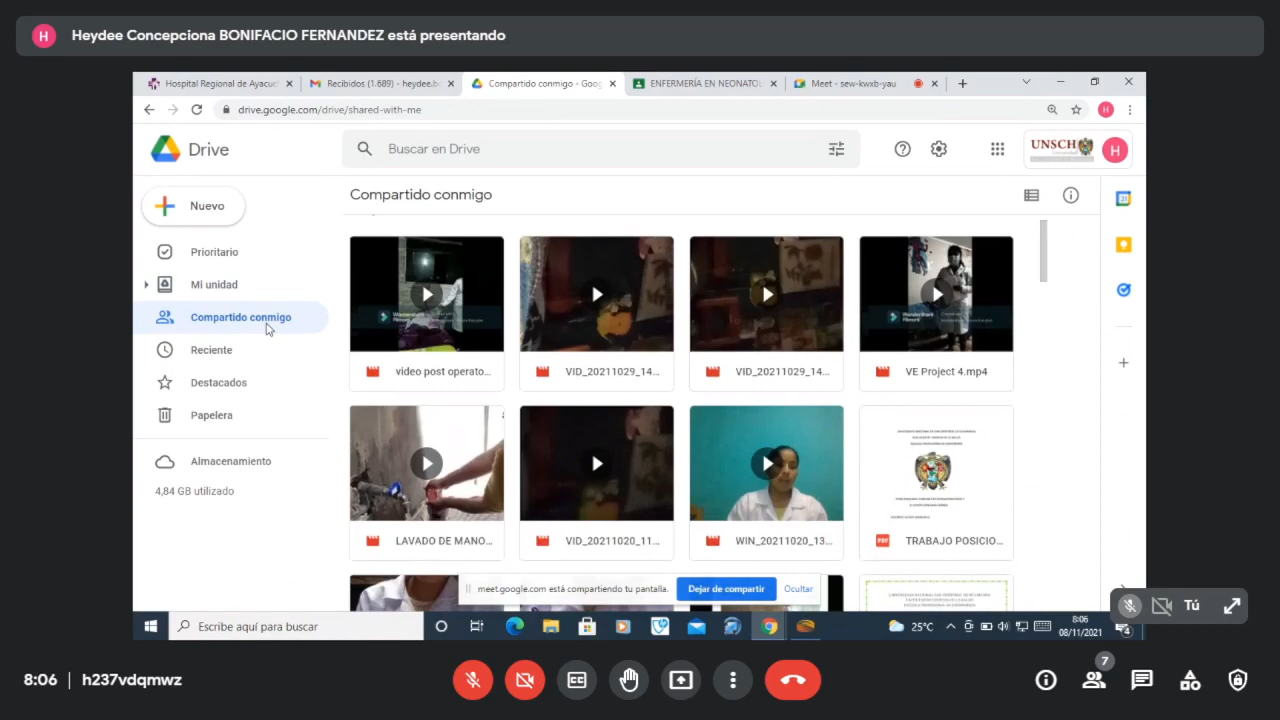 H Heydee Concepciona BONIFACIO FERNANDEZ está presentando
Hospital Regional de Ayacuc
Recibidos (1.689) - heydee.b
Compartido conmigo - Goog
ENFERMERÍA EN NEONATOL
Meet - sew-kwxb-yau
drive.google.com/drive/shared-with-me
H
Drive
Buscar en Drive
UNSCH
H
Nuevo
Compartido conmigo
Prioritario
Mi unidad
Compartido conmigo
Reciente
Destacados
Papelera
Almacenamiento
4,84 GB utilizado
video post operato...
VID_20211029_14...
VID_20211029_14...
VE Project 4.mp4
LAVADO DE MANO...
VID_20211020_11...
WIN_20211020_13...
PDF TRABAJO POSICIO...
meet.google.com está compartiendo tu pantalla.
Dejar de compartir
Ocultar
Tú
Escribe aquí para buscar
25°C
8:06
08/11/2021
4
8:06 | h237vdqmwz
7